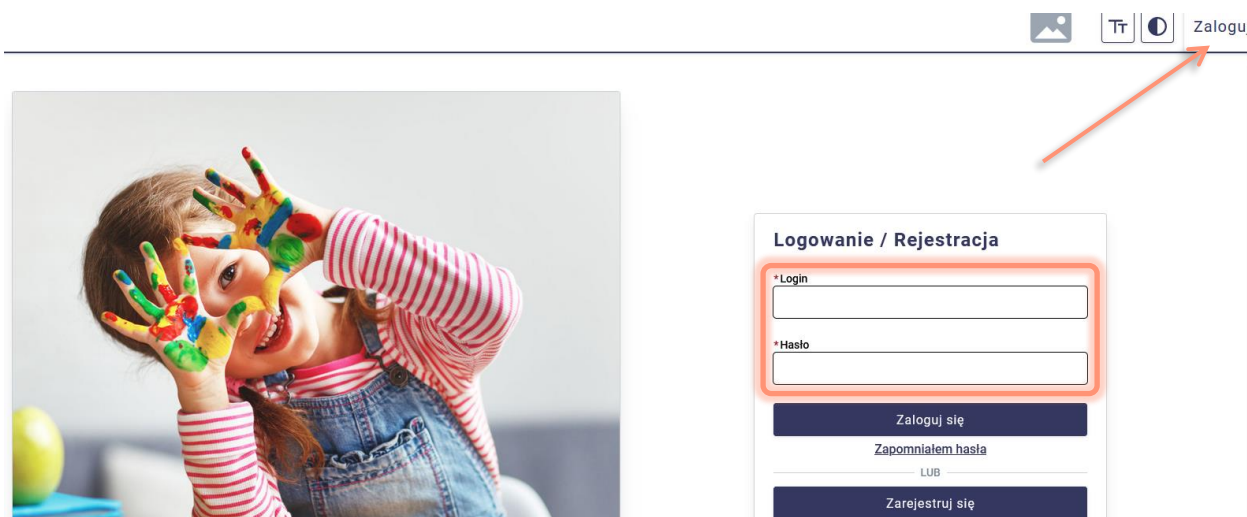 Tт
Zaloguj
Logowanie / Rejestracja
*Login
*Hasło
Zaloguj się
Zapomniałem hasła
LUB
Zarejestruj się